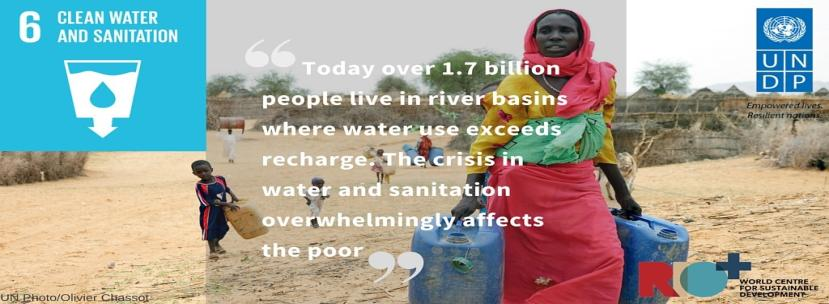 6 CLEAN WATER
AND SANITATION
“ Today over 1.7 billion
people live in river basins
where water use exceeds
recharge. The crisis in
water and sanitation
overwhelmingly affects
the poor ”
U N
D P
Empowered lives.
Resilient nations.
RIO+
WORLD CENTRE
FOR SUSTAINABLE
DEVELOPMENT
UN Photo/Olivier Chassot